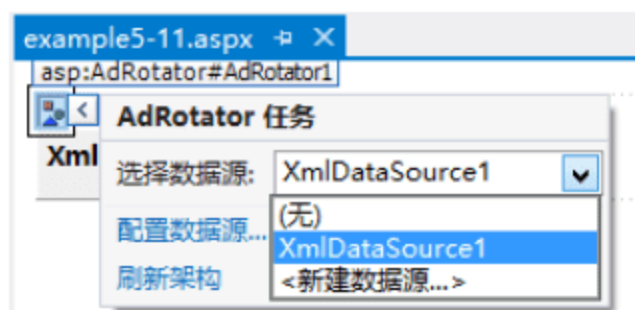 example5-11.aspx
asp:AdRotator#AdRotator1
AdRotator 任务
Xml
选择数据源: XmlDataSource1
(无)
配置数据源...
XmlDataSource1
刷新架构
<新建数据源...>